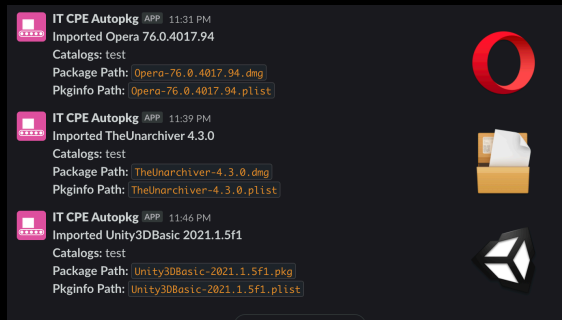 IT CPE Autopkg APP 11:31 PM
Imported Opera 76.0.4017.94
Catalogs: test
Package Path: Opera-76.0.4017.94.dmg
Pkginfo Path: Opera-76.0.4017.94.plist
IT CPE Autopkg APP 11:39 PM
Imported TheUnarchiver 4.3.0
Catalogs: test
Package Path: TheUnarchiver-4.3.0.dmg
Pkginfo Path: TheUnarchiver-4.3.0.plist
IT CPE Autopkg APP 11:46 PM
Imported Unity3DBasic 2021.1.5f1
Catalogs: test
Package Path: Unity3DBasic-2021.1.5f1.pkg
Pkginfo Path: Unity3DBasic-2021.1.5f1.plist